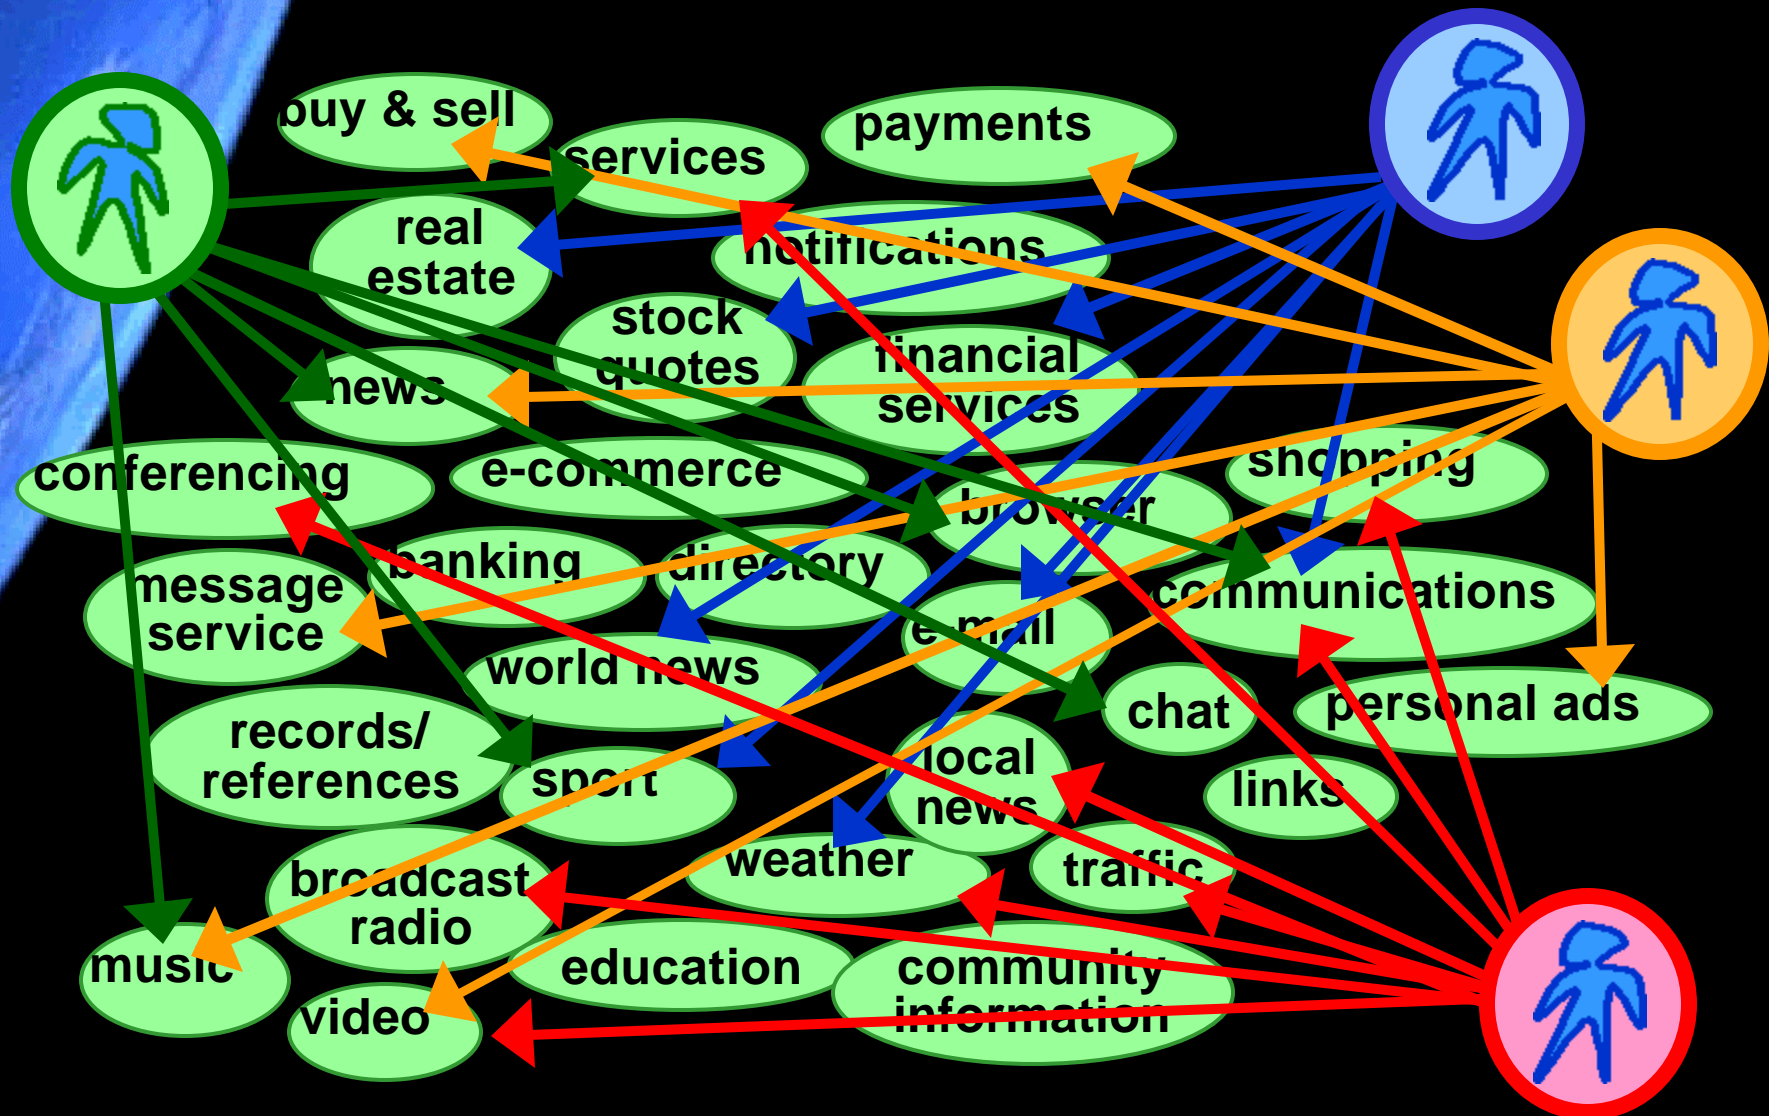 buy & sell
services
payments
real
estate
notifications
stock
quotes
financial
services
news
conferencing
e-commerce
browser
shopping
message
service
banking
directory
e-mail
communications
world news
chat
personal ads
records/
references
sport
local
news
links
broadcast
radio
weather
traffic
music
video
education
community
information